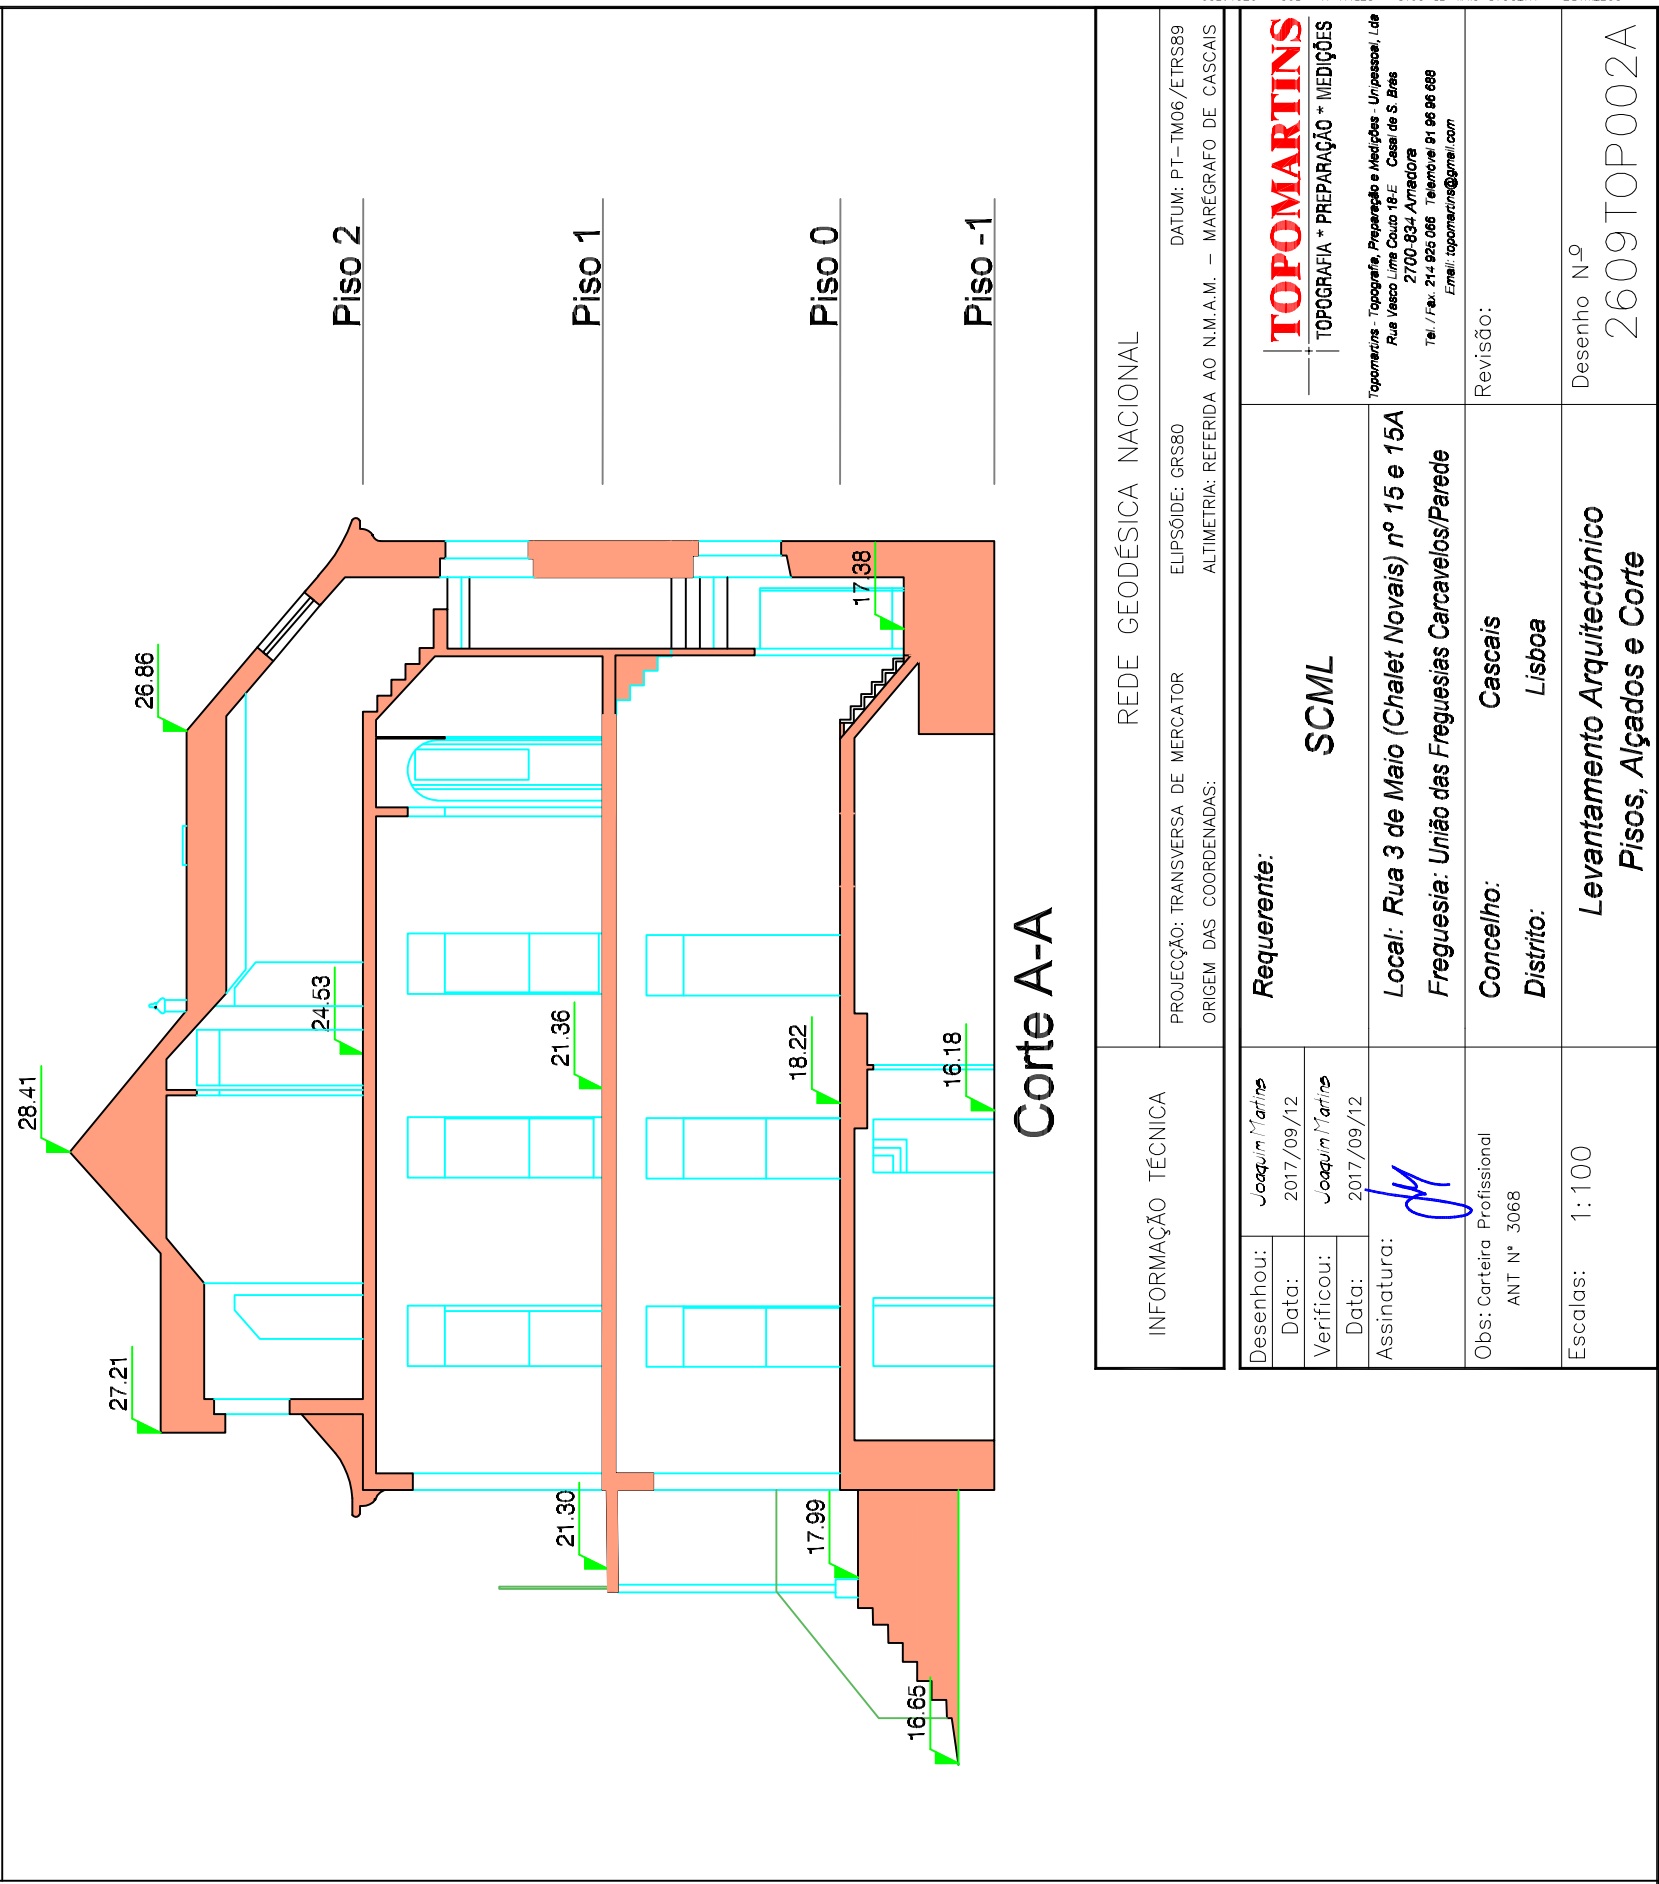 28.41
27.21
26.86
24.53
21.36
21.30
18.22
17.99
17.38
16.65
16.18
Piso 2
Piso 1
Piso 0
Piso -1
Corte A-A
INFORMAÇÃO TÉCNICA
REDE GEODÉSICA NACIONAL
PROJECÇÃO: TRANSVERSA DE MERCATOR
ELIPSÓIDE: GRS80
DATUM: PT-TM06/ETRS89
ORIGEM DAS COORDENADAS:
ALTIMETRIA: REFERIDA AO N.M.A.M. - MARÉGRAFO DE CASCAIS
Desenhou: Joaquim Martins
Data: 2017/09/12
Verificou: Joaquim Martins
Data: 2017/09/12
Assinatura:
Obs: Carteira Profissional
ANT Nº 3068
Escalas: 1:100
Requerente:
SCML
Local: Rua 3 de Maio (Chalet Novais) nº 15 e 15A
Freguesia: União das Freguesias Carcavelos/Parede
Concelho: Cascais
Distrito: Lisboa
Levantamento Arquitectónico
Pisos, Alçados e Corte
TOPOMARTINS
TOPOGRAFIA * PREPARAÇÃO * MEDIÇÕES
Topomartins - Topografia, Preparação e Medições - Unipessoal, Lda
Rua Vasco Lima Couto 18-E Casal de S. Brás
2700-834 Amadora
Tel. / Fax. 214 926 066 Telemóvel 91 96 96 688
Email: topomartins@gmail.com
Revisão:
Desenho Nº
2609TOP002A